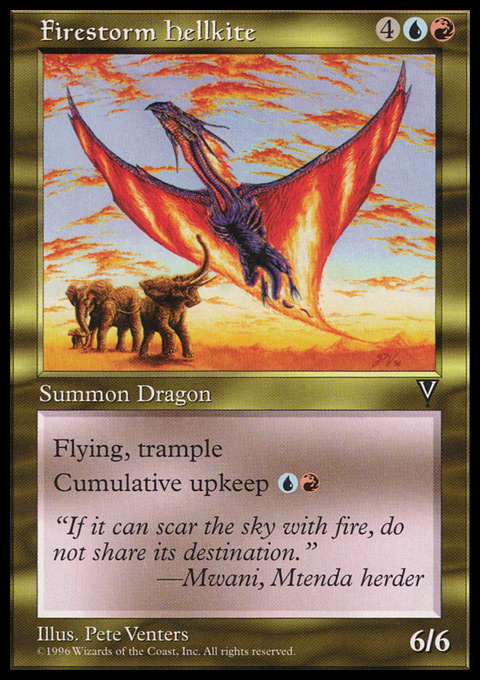 Firestorm Hellkite 4
Summon Dragon V
Flying, trample
Cumulative upkeep
“If it can scar the sky with fire, do
not share its destination.”
—Mwani, Mtenda herder
Illus. Pete Venters
©1996 Wizards of the Coast, Inc. All rights reserved.
6/6